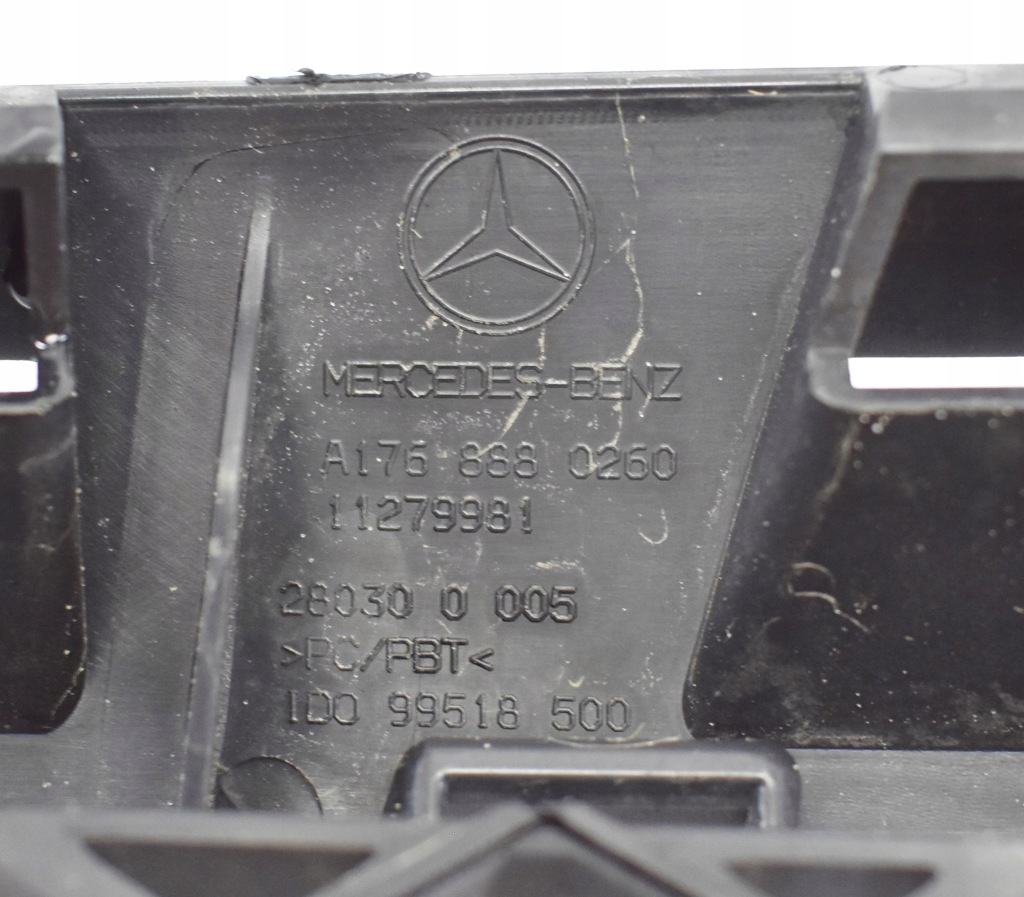 MERCEDES-BENZ
A176 888 0260
11279981
28030 0 005
>PC/PBT<
1D0 99518 500